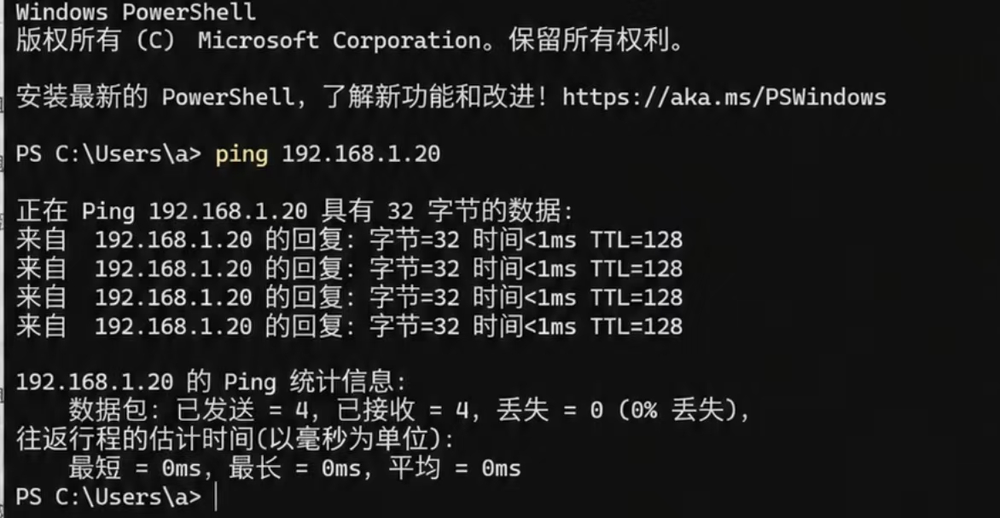 Windows PowerShell
版权所有 (C) Microsoft Corporation。保留所有权利。
安装最新的 PowerShell，了解新功能和改进！https://aka.ms/PSWindows
PS C:\Users\a> ping 192.168.1.20
正在 Ping 192.168.1.20 具有 32 字节的数据:
来自 192.168.1.20 的回复: 字节=32 时间<1ms TTL=128
来自 192.168.1.20 的回复: 字节=32 时间<1ms TTL=128
来自 192.168.1.20 的回复: 字节=32 时间<1ms TTL=128
来自 192.168.1.20 的回复: 字节=32 时间<1ms TTL=128
192.168.1.20 的 Ping 统计信息:
数据包: 已发送 = 4, 已接收 = 4, 丢失 = 0 (0% 丢失),
往返行程的估计时间(以毫秒为单位):
最短 = 0ms, 最长 = 0ms, 平均 = 0ms
PS C:\Users\a>